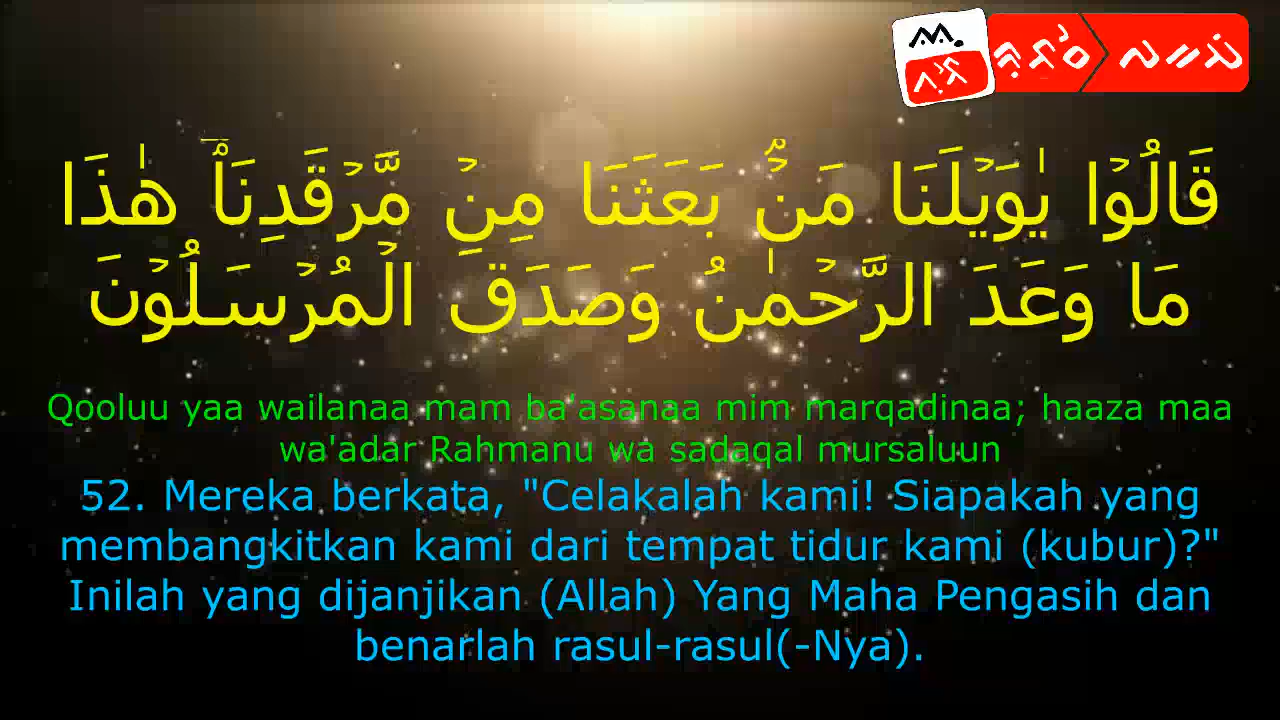 قَالُوۡا يٰوَيۡلَنَا مَنۡۢ بَعَثَنَا مِنۡ مَّرۡقَدِنَاۘؔ هٰذَا
مَا وَعَدَ الرَّحۡمٰنُ وَصَدَقَ الۡمُرۡسَلُوۡنَ
Qooluu yaa wailanaa mam ba'asanaa mim marqadinaa; haaza maa
wa'adar Rahmanu wa sadaqal mursaluun
52. Mereka berkata, "Celakalah kami! Siapakah yang
membangkitkan kami dari tempat tidur kami (kubur)?"
Inilah yang dijanjikan (Allah) Yang Maha Pengasih dan
benarlah rasul-rasul(-Nya).